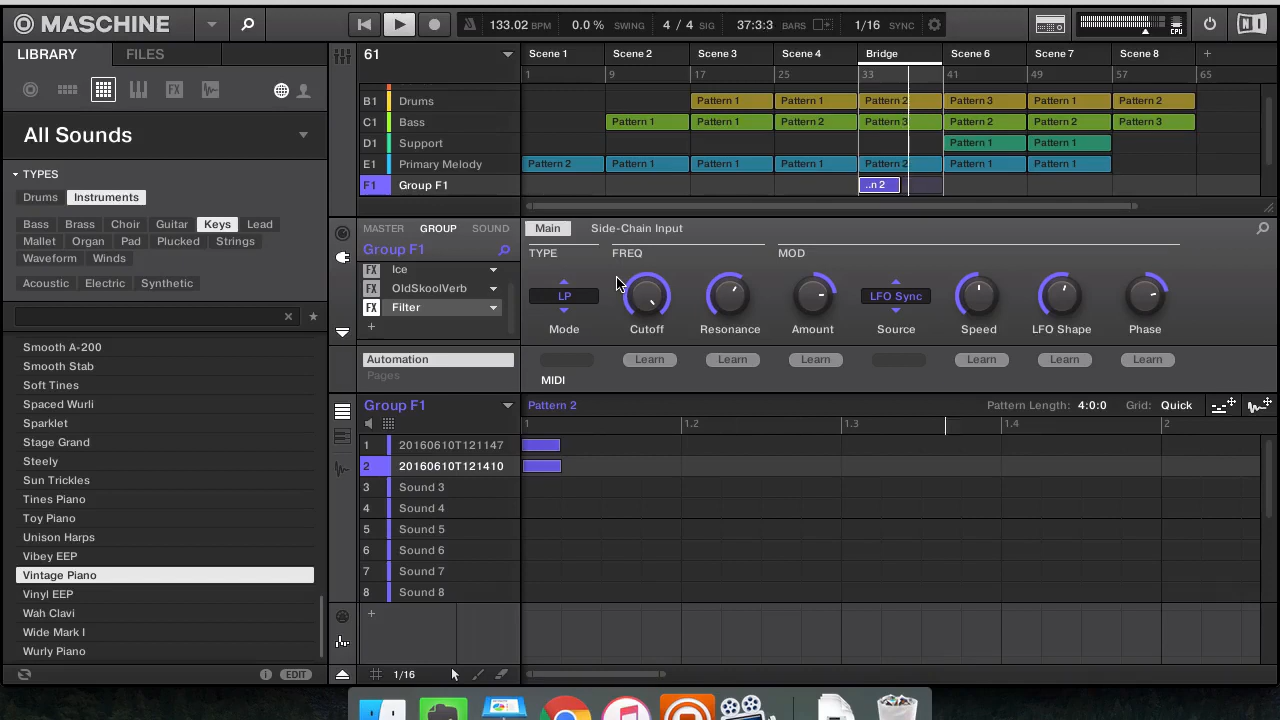 MASCHINE
133.02 BPM 0.0 % SWING 4 / 4 SIG 37:3:3 BARS 1/16 SYNC CPU
LIBRARY FILES
61 Scene 1 Scene 2 Scene 3 Scene 4 Bridge Scene 6 Scene 7 Scene 8 +
1 9 17 25 33 41 49 57 65
FX
B1 Drums Pattern 1 Pattern 1 Pattern 2 Pattern 3 Pattern 1 Pattern 2
C1 Bass Pattern 1 Pattern 1 Pattern 2 Pattern 3 Pattern 2 Pattern 2 Pattern 3
D1 Support Pattern 1 Pattern 1
E1 Primary Melody Pattern 2 Pattern 1 Pattern 1 Pattern 1 Pattern 2 Pattern 1 Pattern 1
F1 Group F1 ..n 2
All Sounds
TYPES
Drums Instruments
Bass Brass Choir Guitar Keys Lead
Mallet Organ Pad Plucked Strings
Waveform Winds
Acoustic Electric Synthetic
Smooth A-200
Smooth Stab
Soft Tines
Spaced Wurli
Sparklet
Stage Grand
Steely
Sun Trickles
Tines Piano
Toy Piano
Unison Harps
Vibey EEP
Vintage Piano
Vinyl EEP
Wah Clavi
Wide Mark I
Wurly Piano
EDIT
MASTER GROUP SOUND
Group F1
FX Ice
FX OldSkoolVerb
FX Filter
+
Automation
Pages
Main Side-Chain Input
TYPE FREQ MOD
LP LFO Sync
Mode Cutoff Resonance Amount Source Speed LFO Shape Phase
Learn Learn Learn Learn Learn Learn
MIDI
Group F1 Pattern 2 Pattern Length: 4:0:0 Grid: Quick
1 1.2 1.3 1.4 2
1 20160610T121147
2 20160610T121410
3 Sound 3
4 Sound 4
5 Sound 5
6 Sound 6
7 Sound 7
8 Sound 8
+
1/16